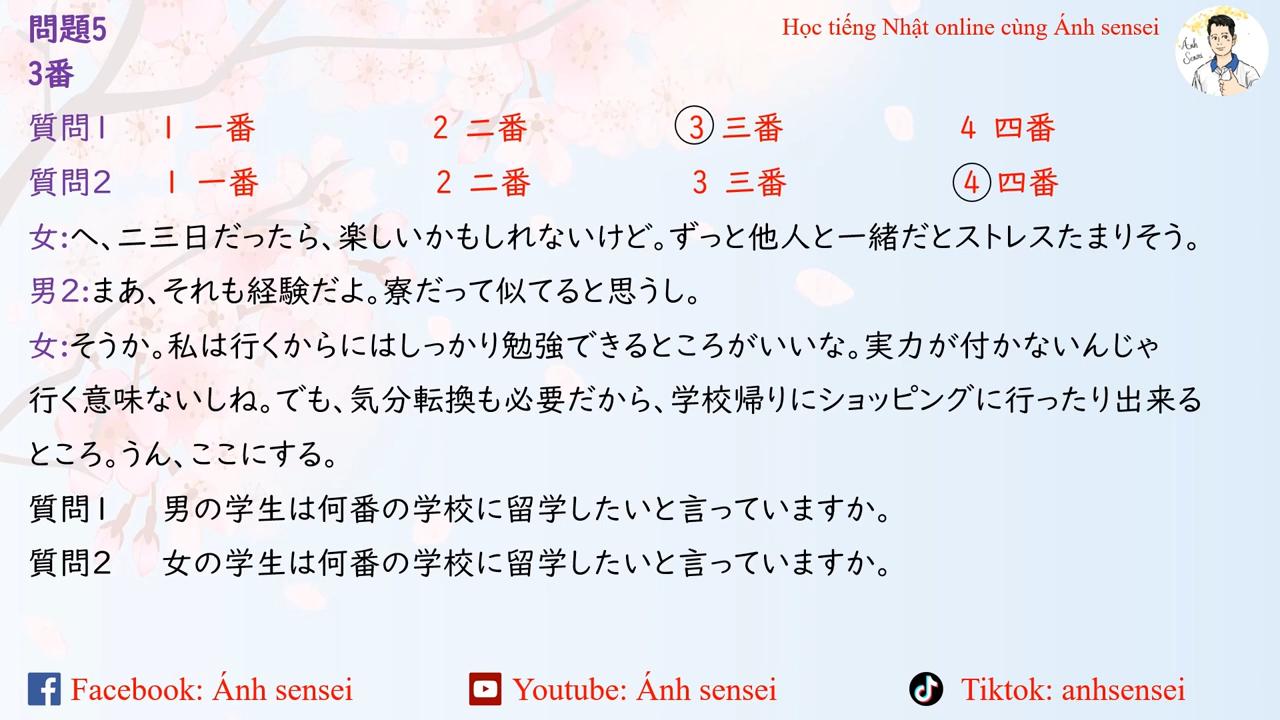 問題5
Học tiếng Nhật online cùng Ánh sensei
Ánh Sensei
3番
質問1 1 一番 2 二番 3 三番 4 四番
質問2 1 一番 2 二番 3 三番 4 四番
女:へ、二三日だったら、楽しいかもしれないけど。ずっと他人と一緒だとストレスたまりそう。
男2:まあ、それも経験だよ。寮だって似てると思うし。
女:そうか。私は行くからにはしっかり勉強できるところがいいな。実力が付かないんじゃ
行く意味ないしね。でも、気分転換も必要だから、学校帰りにショッピングに行ったり出来る
ところ。うん、ここにする。
質問1 男の学生は何番の学校に留学したいと言っていますか。
質問2 女の学生は何番の学校に留学したいと言っていますか。
Facebook: Ánh sensei
Youtube: Ánh sensei
Tiktok: anhsensei